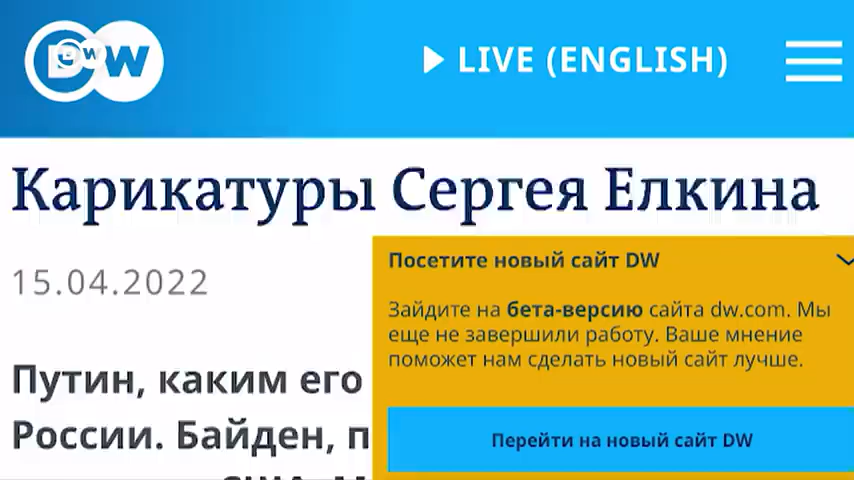 DW
LIVE (ENGLISH)
Карикатуры Сергея Елкина
15.04.2022
Посетите новый сайт DW
Зайдите на бета-версию сайта dw.com. Мы
еще не завершили работу. Ваше мнение
поможет нам сделать новый сайт лучше.
Перейти на новый сайт DW
Путин, каким его
России. Байден, п